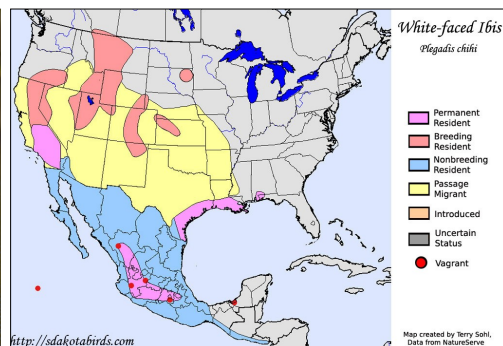 White-faced Ibis
Plegadis chihi
Permanent
Resident
Breeding
Resident
Nonbreeding
Resident
Passage
Migrant
Introduced
Uncertain
Status
Vagrant
http://sdakotabirds.com
Map created by Terry Sohl,
Data from NatureServe